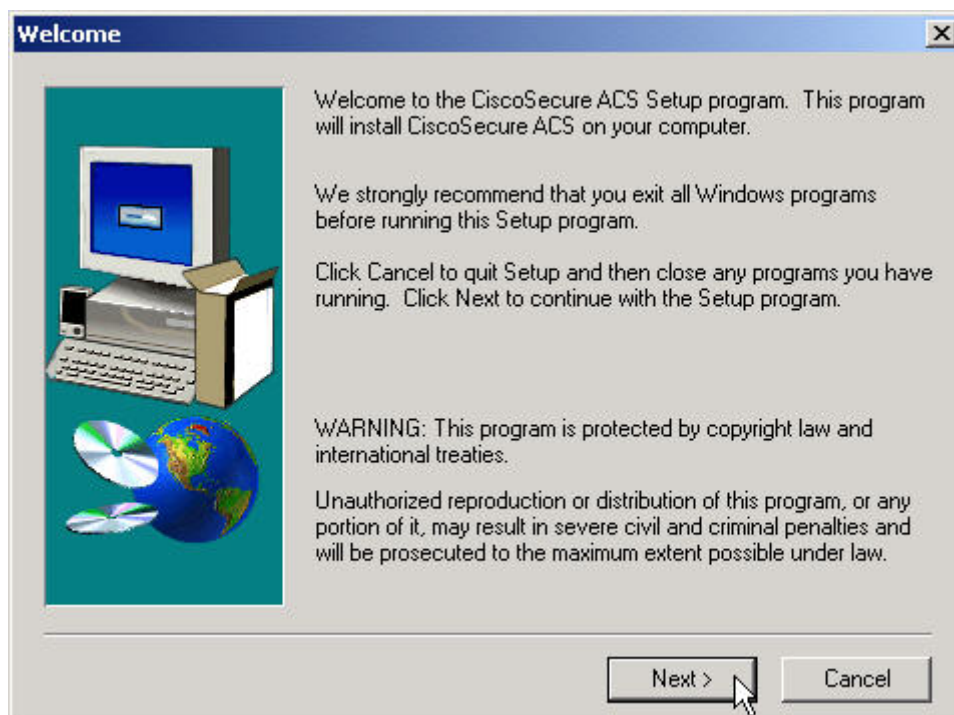 Welcome
Welcome to the CiscoSecure ACS Setup program. This program
will install CiscoSecure ACS on your computer.
We strongly recommend that you exit all Windows programs
before running this Setup program.
Click Cancel to quit Setup and then close any programs you have
running. Click Next to continue with the Setup program.
WARNING: This program is protected by copyright law and
international treaties.
Unauthorized reproduction or distribution of this program, or any
portion of it, may result in severe civil and criminal penalties and
will be prosecuted to the maximum extent possible under law.
Next >
Cancel